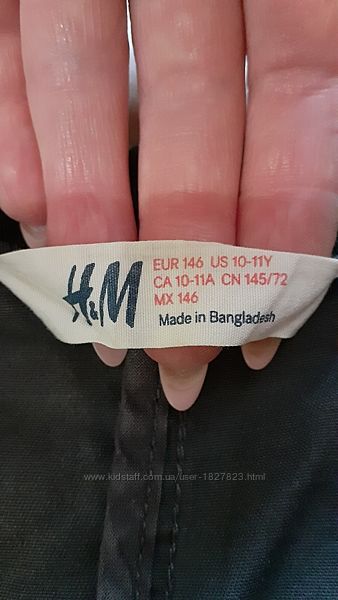 H&M
EUR 146 US 10-11Y
CA 10-11A CN 145/72
MX 146
Made in Bangladesh
www.kidstaff.com.ua/user-1827823.html